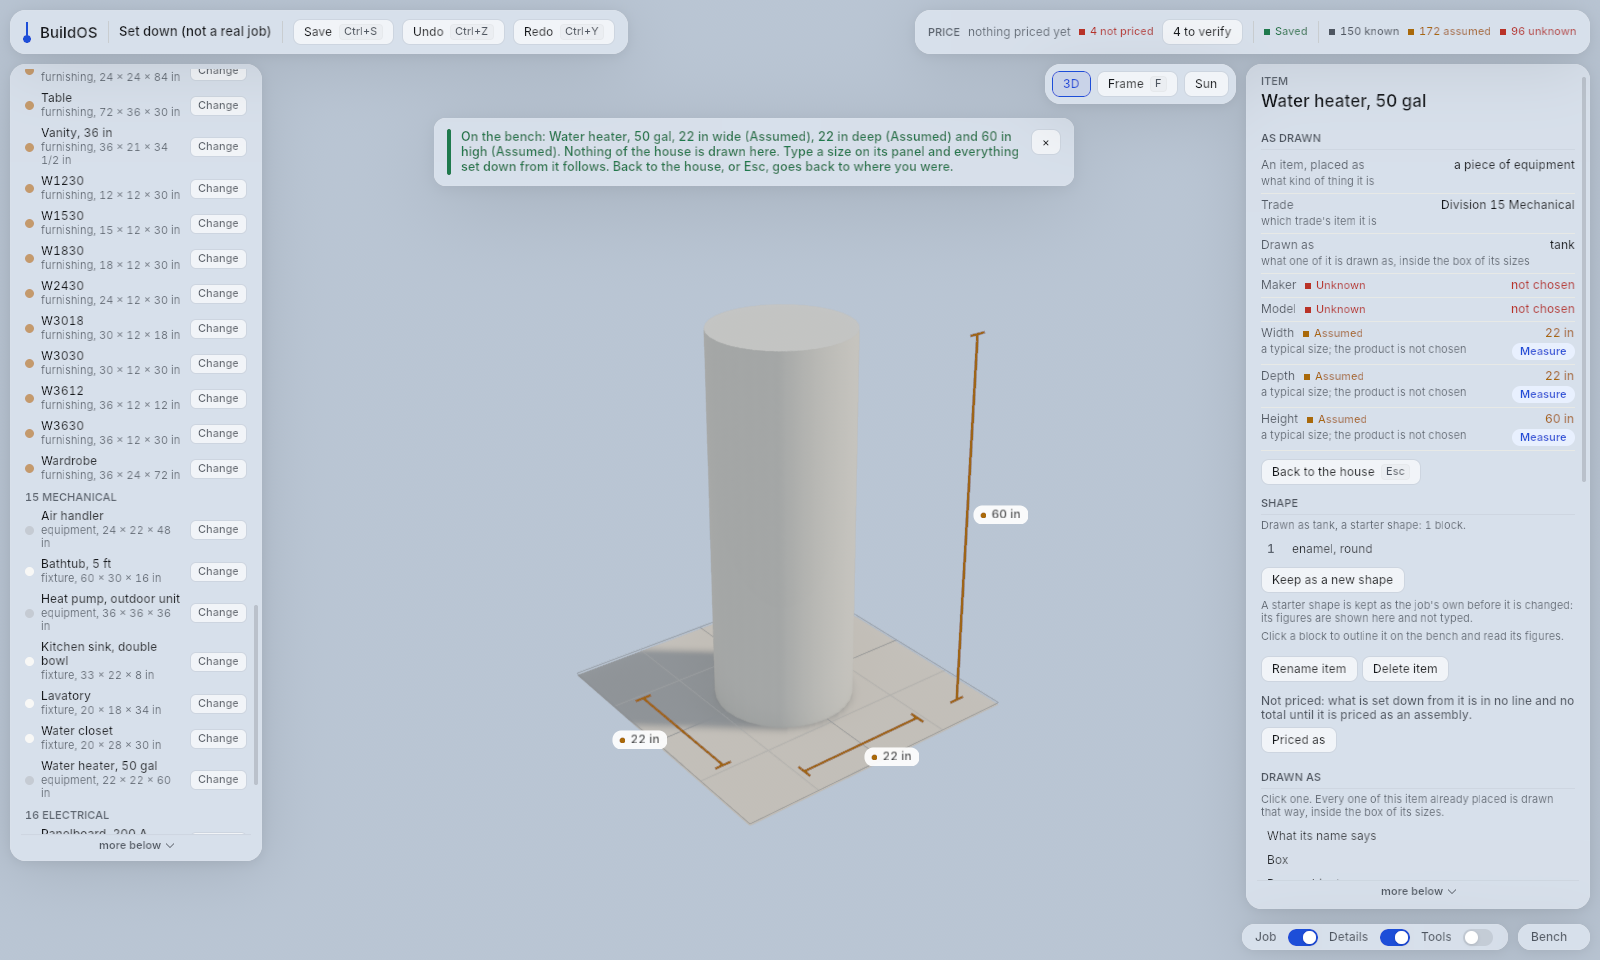 BuildOS
Set down (not a real job)
Save Ctrl+S
Undo Ctrl+Z
Redo Ctrl+Y
PRICE nothing priced yet 4 not priced
4 to verify
Saved
150 known 172 assumed 96 unknown
furnishing, 24 × 24 × 84 in
Change
Table
furnishing, 72 × 36 × 30 in
Change
Vanity, 36 in
furnishing, 36 × 21 × 34
1/2 in
Change
W1230
furnishing, 12 × 12 × 30 in
Change
W1530
furnishing, 15 × 12 × 30 in
Change
W1830
furnishing, 18 × 12 × 30 in
Change
W2430
furnishing, 24 × 12 × 30 in
Change
W3018
furnishing, 30 × 12 × 18 in
Change
W3030
furnishing, 30 × 12 × 30 in
Change
W3612
furnishing, 36 × 12 × 12 in
Change
W3630
furnishing, 36 × 12 × 30 in
Change
Wardrobe
furnishing, 36 × 24 × 72 in
Change
15 MECHANICAL
Air handler
equipment, 24 × 22 × 48
in
Change
Bathtub, 5 ft
fixture, 60 × 30 × 16 in
Change
Heat pump, outdoor unit
equipment, 36 × 36 × 36
in
Change
Kitchen sink, double
bowl
fixture, 33 × 22 × 8 in
Change
Lavatory
fixture, 20 × 18 × 34 in
Change
Water closet
fixture, 20 × 28 × 30 in
Change
Water heater, 50 gal
equipment, 22 × 22 × 60
in
Change
16 ELECTRICAL
Panelboard, 200 A
more below
3D
Frame F
Sun
On the bench: Water heater, 50 gal, 22 in wide (Assumed), 22 in deep (Assumed) and 60 in
high (Assumed). Nothing of the house is drawn here. Type a size on its panel and everything
set down from it follows. Back to the house, or Esc, goes back to where you were.
×
60 in
22 in
22 in
ITEM
Water heater, 50 gal
AS DRAWN
An item, placed as a piece of equipment
what kind of thing it is
Trade Division 15 Mechanical
which trade's item it is
Drawn as tank
what one of it is drawn as, inside the box of its sizes
Maker Unknown not chosen
Model Unknown not chosen
Width Assumed 22 in
a typical size; the product is not chosen Measure
Depth Assumed 22 in
a typical size; the product is not chosen Measure
Height Assumed 60 in
a typical size; the product is not chosen Measure
Back to the house Esc
SHAPE
Drawn as tank, a starter shape: 1 block.
1 enamel, round
Keep as a new shape
A starter shape is kept as the job's own before it is changed:
its figures are shown here and not typed.
Click a block to outline it on the bench and read its figures.
Rename item
Delete item
Not priced: what is set down from it is in no line and no
total until it is priced as an assembly.
Priced as
DRAWN AS
Click one. Every one of this item already placed is drawn
that way, inside the box of its sizes.
What its name says
Box
more below
Job
Details
Tools
Bench